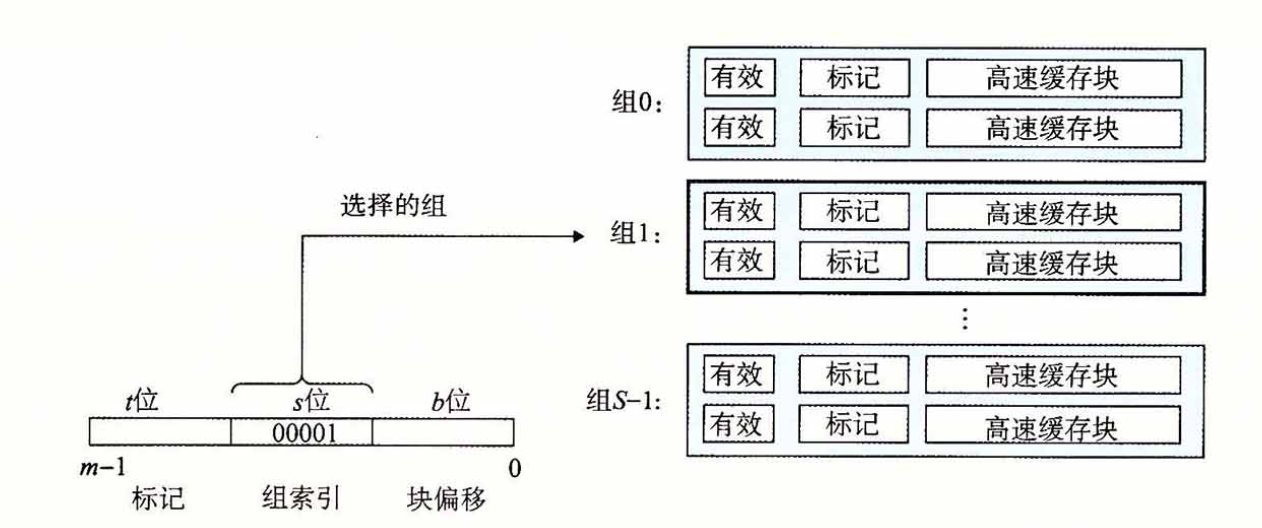 组0：
有效 标记 高速缓存块
有效 标记 高速缓存块
选择的组
组1：
有效 标记 高速缓存块
有效 标记 高速缓存块
⋮
组S-1：
有效 标记 高速缓存块
有效 标记 高速缓存块
t位 s位 b位
00001
m-1 0
标记 组索引 块偏移